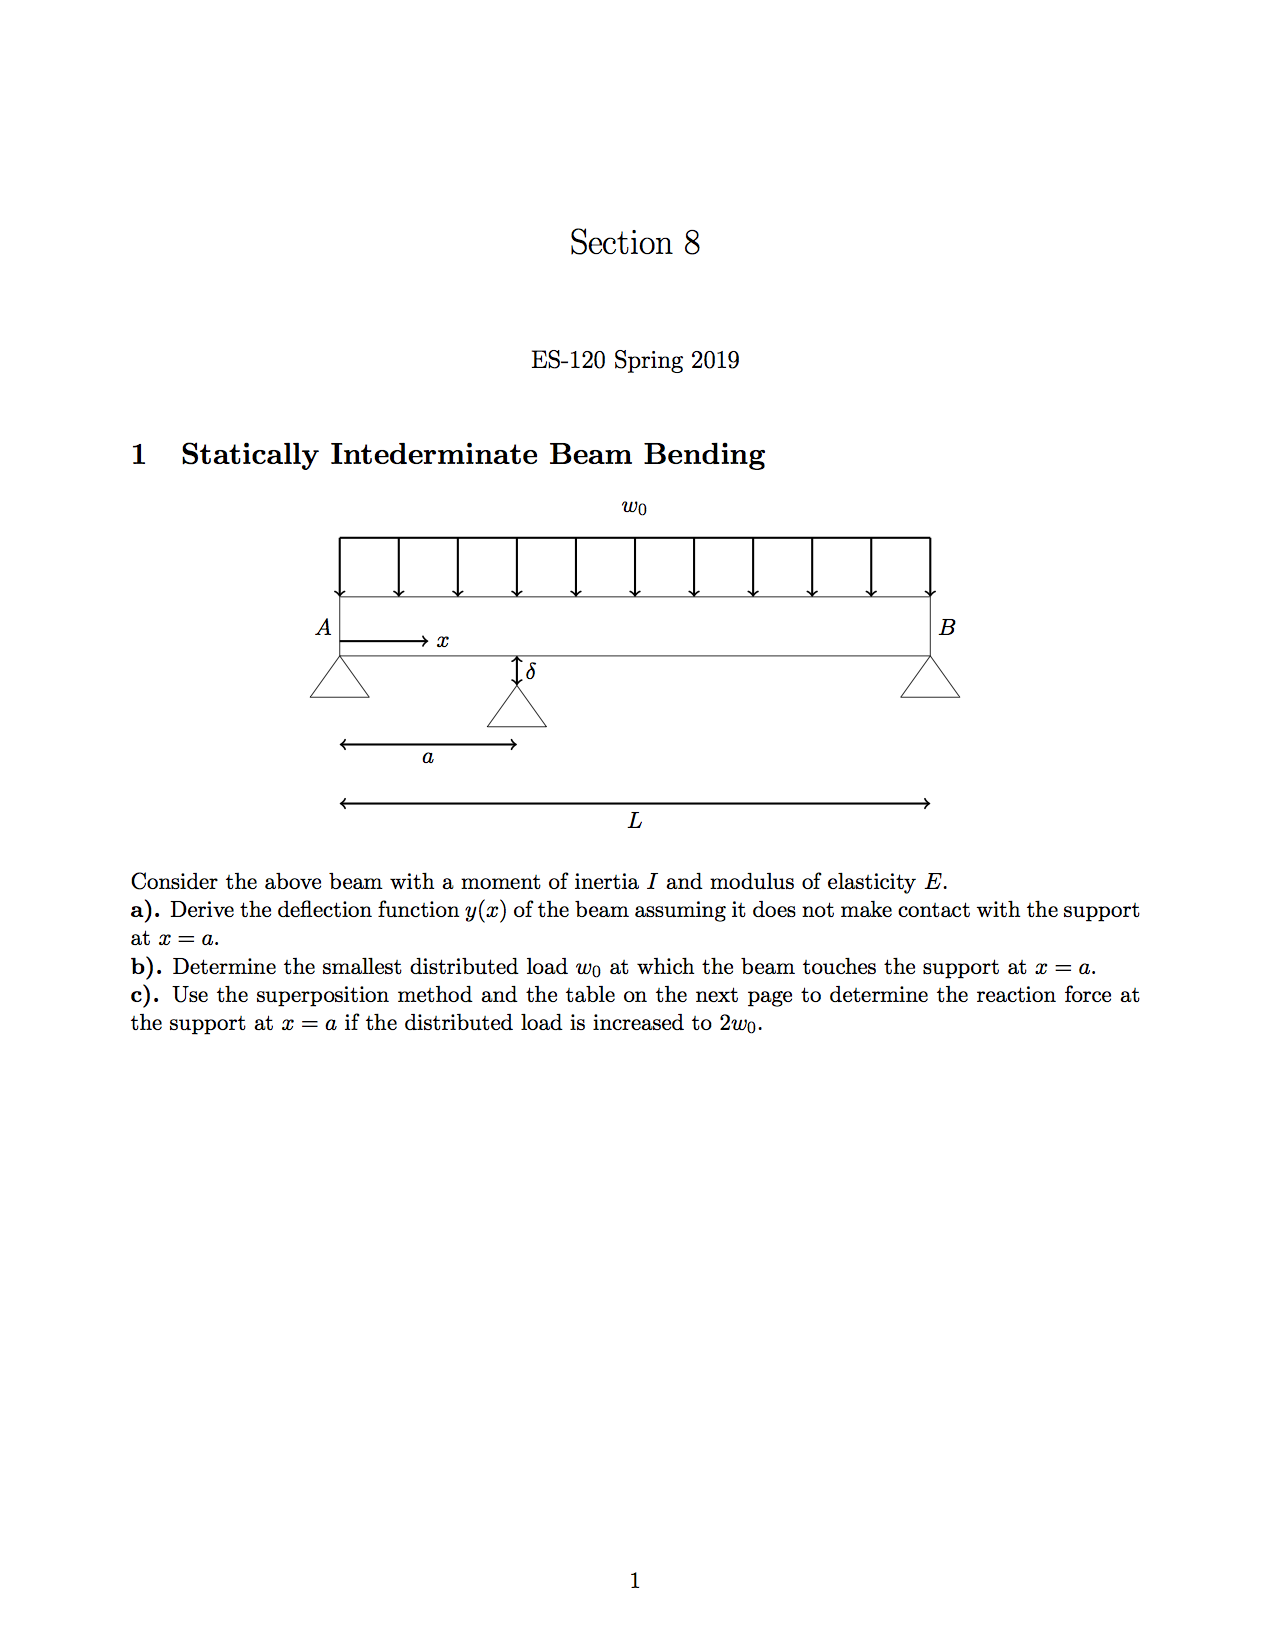 Section 8
ES-120 Spring 2019
1 Statically Intederminate Beam Bending
w₀
A
x
B
δ
a
L
Consider the above beam with a moment of inertia I and modulus of elasticity E.
a). Derive the deflection function y(x) of the beam assuming it does not make contact with the support
at x = a.
b). Determine the smallest distributed load w₀ at which the beam touches the support at x = a.
c). Use the superposition method and the table on the next page to determine the reaction force at
the support at x = a if the distributed load is increased to 2w₀.
1